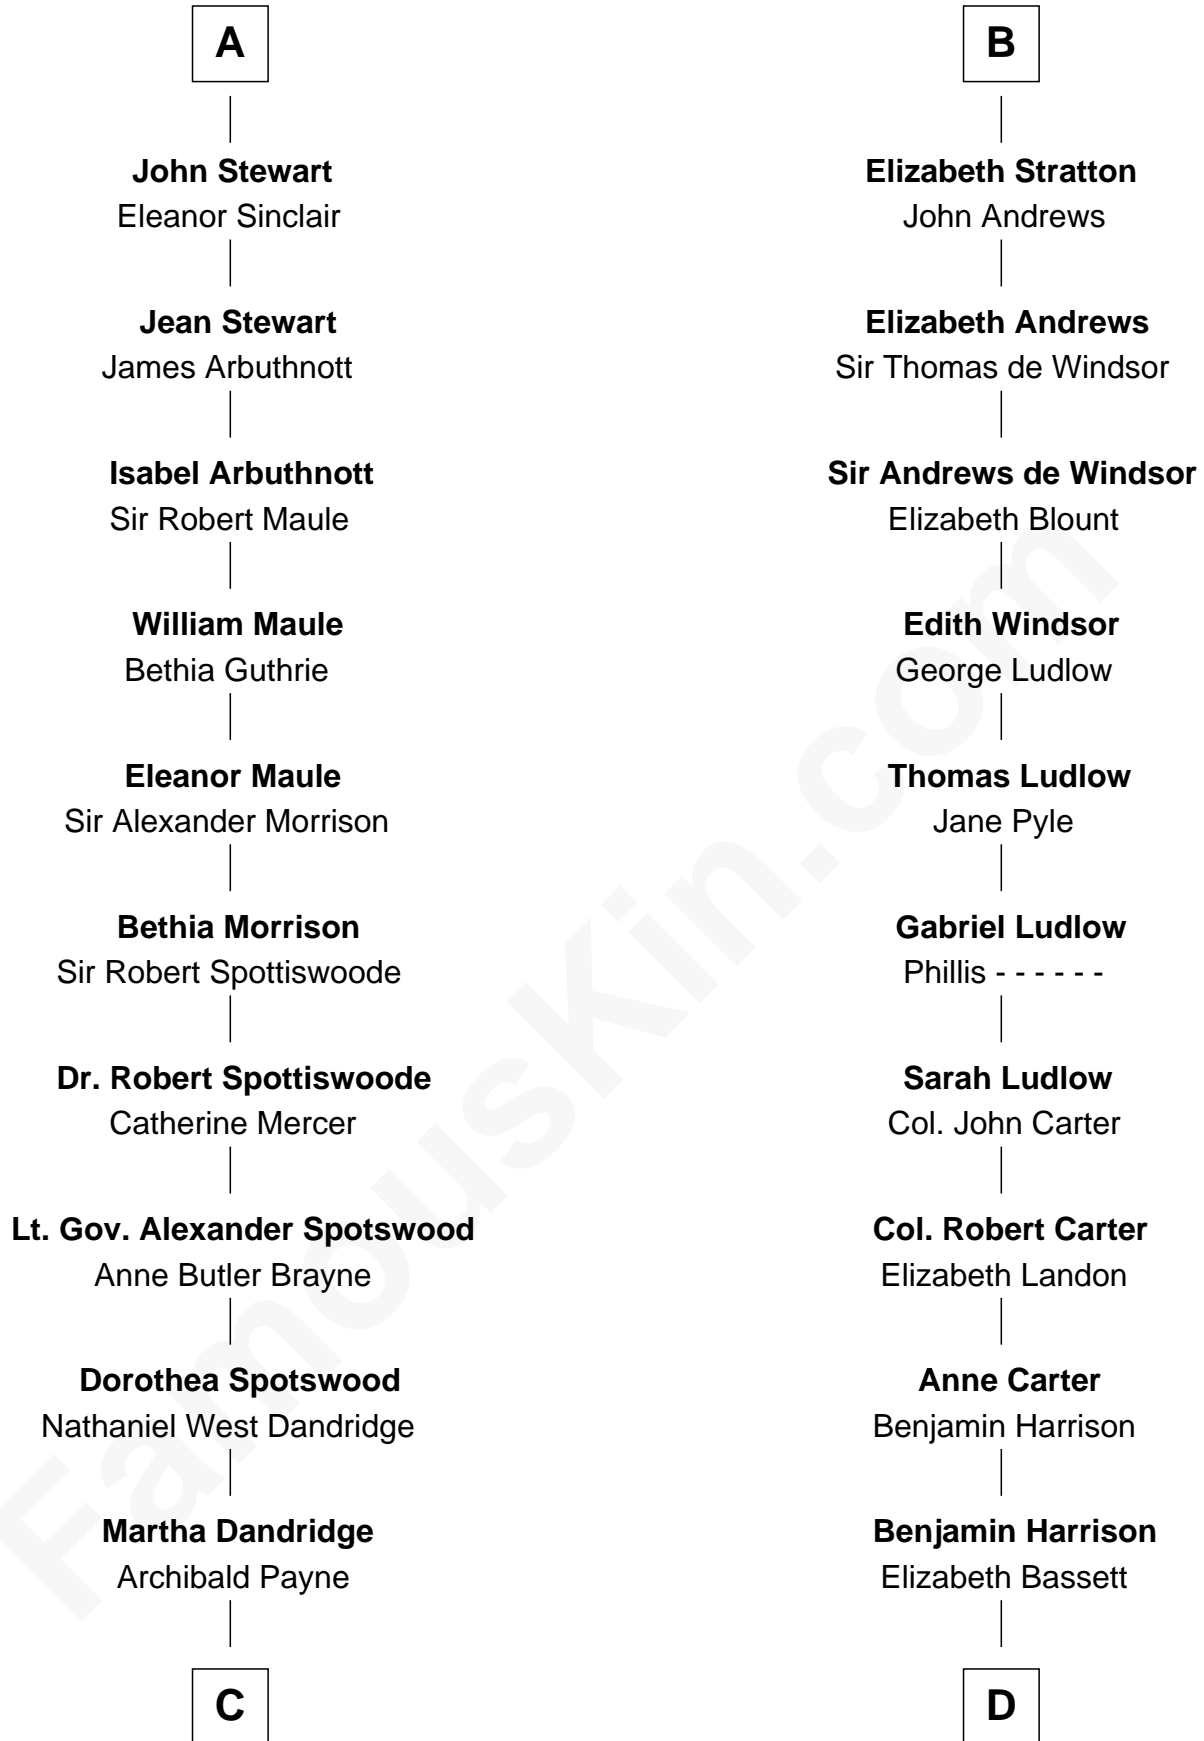 A
John Stewart
Eleanor Sinclair
Jean Stewart
James Arbuthnott
Isabel Arbuthnott
Sir Robert Maule
William Maule
Bethia Guthrie
Eleanor Maule
Sir Alexander Morrison
Bethia Morrison
Sir Robert Spottiswoode
Dr. Robert Spottiswoode
Catherine Mercer
Lt. Gov. Alexander Spotswood
Anne Butler Brayne
Dorothea Spotswood
Nathaniel West Dandridge
Martha Dandridge
Archibald Payne
C
B
Elizabeth Stratton
John Andrews
Elizabeth Andrews
Sir Thomas de Windsor
Sir Andrews de Windsor
Elizabeth Blount
Edith Windsor
George Ludlow
Thomas Ludlow
Jane Pyle
Gabriel Ludlow
Phillis - - - - - -
Sarah Ludlow
Col. John Carter
Col. Robert Carter
Elizabeth Landon
Anne Carter
Benjamin Harrison
Benjamin Harrison
Elizabeth Bassett
D
FamousKin.com